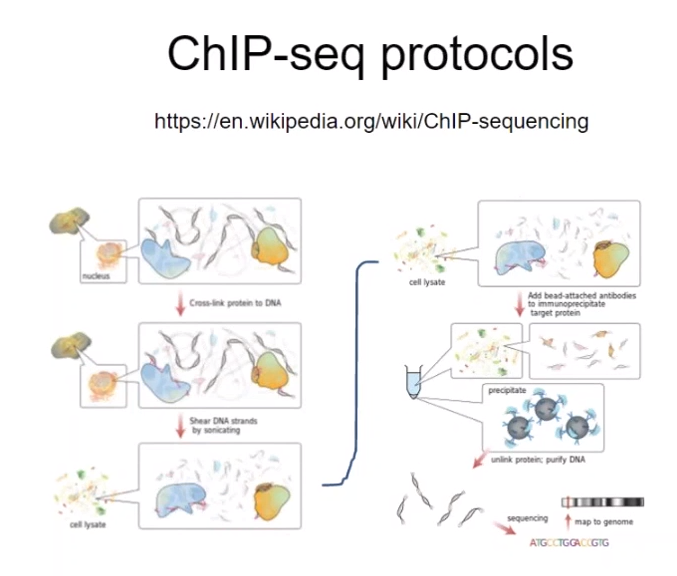 ChIP-seq protocols
https://en.wikipedia.org/wiki/ChIP-sequencing
nucleus
Cross-link protein to DNA
Shear DNA strands
by sonicating
cell lysate
cell lysate
Add bead-attached antibodies
to immunoprecipitate
target protein
precipitate
unlink protein; purify DNA
sequencing
map to genome
ATGCCTGGACCGTG